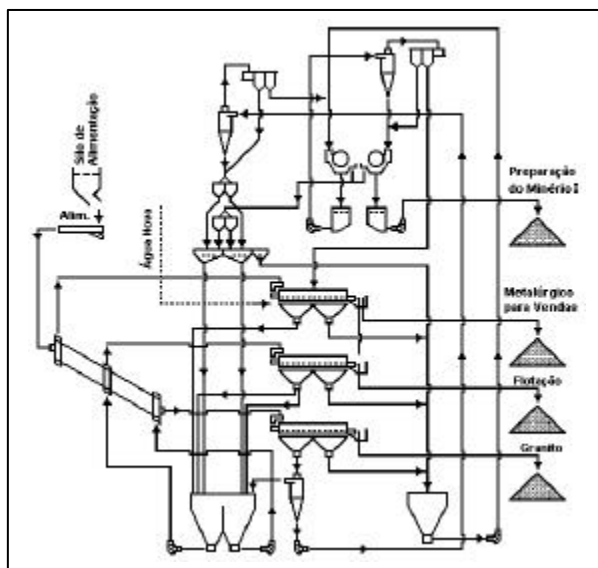 Silo de
Alimentação
Alim.
Água Nova
Preparação
do Minério I
Metalúrgico
para Vendas
Flotação
Granito